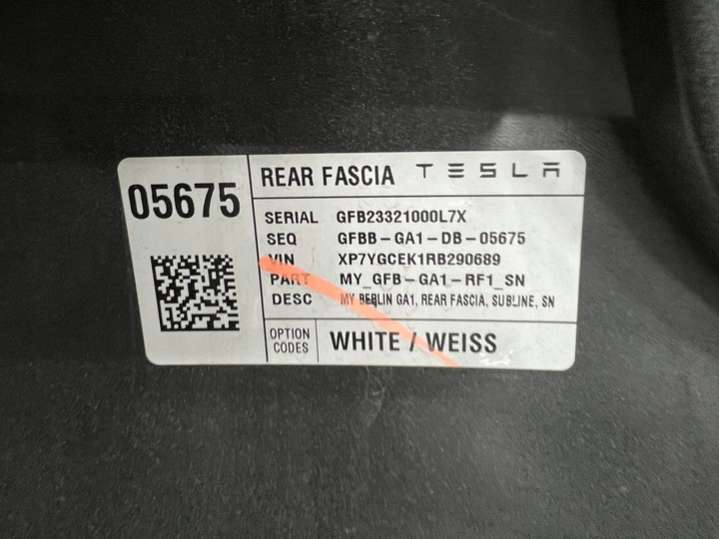 05675
REAR FASCIA TESLA
SERIAL GFB23321000L7X
SEQ GFBB-GA1-DB-05675
VIN XP7YGCEK1RB290689
PART MY_GFB-GA1-RF1_SN
DESC MY BERLIN GA1, REAR FASCIA, SUBLINE, SN
OPTION CODES WHITE / WEISS